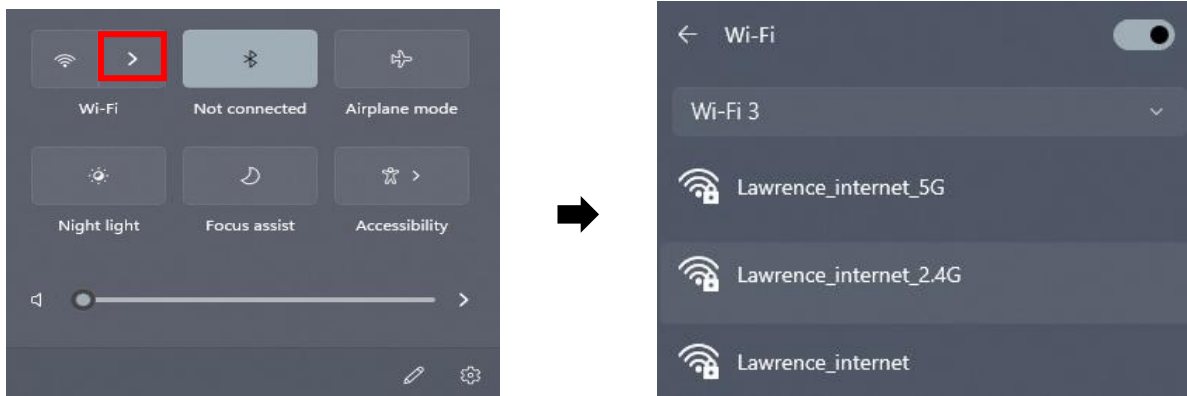 Wi-Fi
Not connected
Airplane mode
Night light
Focus assist
Accessibility
Wi-Fi
Wi-Fi 3
Lawrence_internet_5G
Lawrence_internet_2.4G
Lawrence_internet